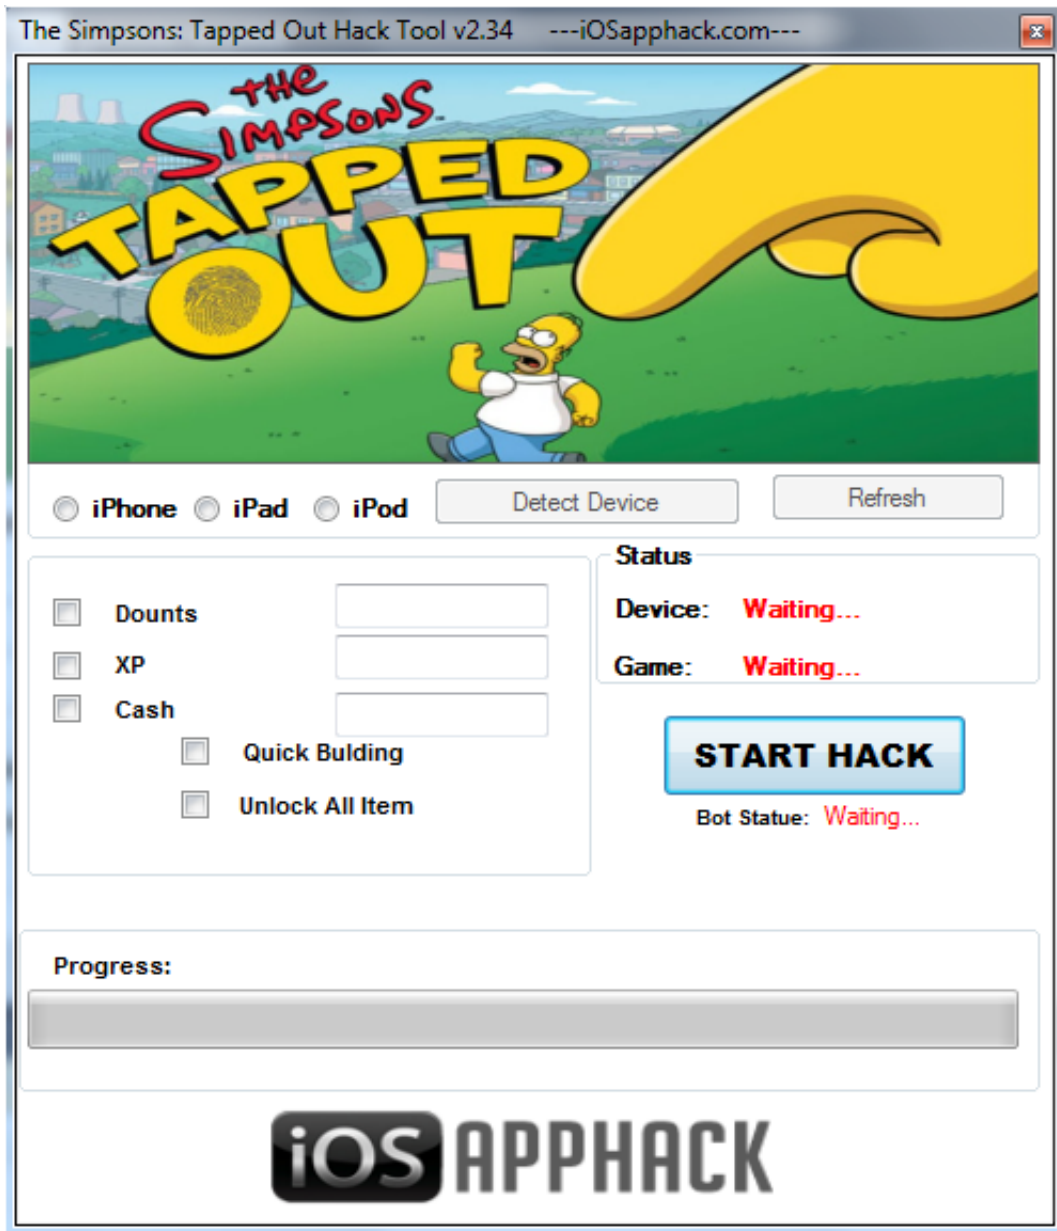 The Simpsons: Tapped Out Hack Tool v2.34 ---iOSapphack.com---
THE
SIMPSONS™
TAPPED
OUT
iPhone iPad iPod Detect Device Refresh
Status
Dounts
Device: Waiting...
XP
Game: Waiting...
Cash
Quick Bulding
START HACK
Unlock All Item
Bot Statue: Waiting...
Progress:
iOS APPHACK